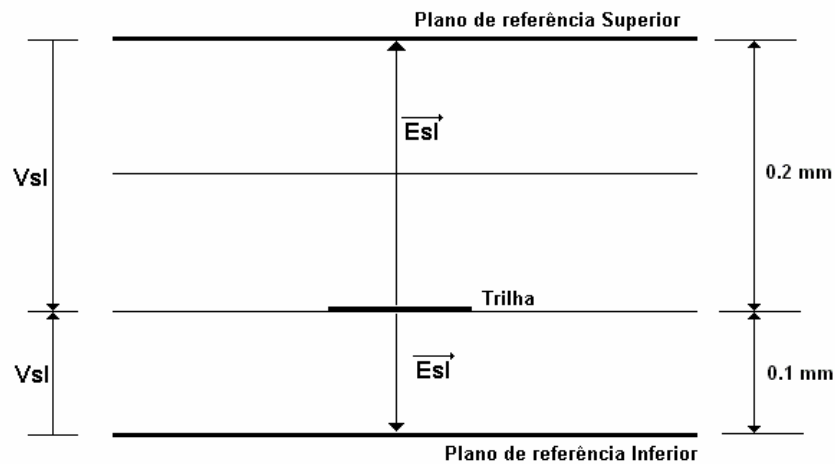 Plano de referência Superior
Esl
Vsl
0.2 mm
Trilha
Esl
Vsl
0.1 mm
Plano de referência Inferior